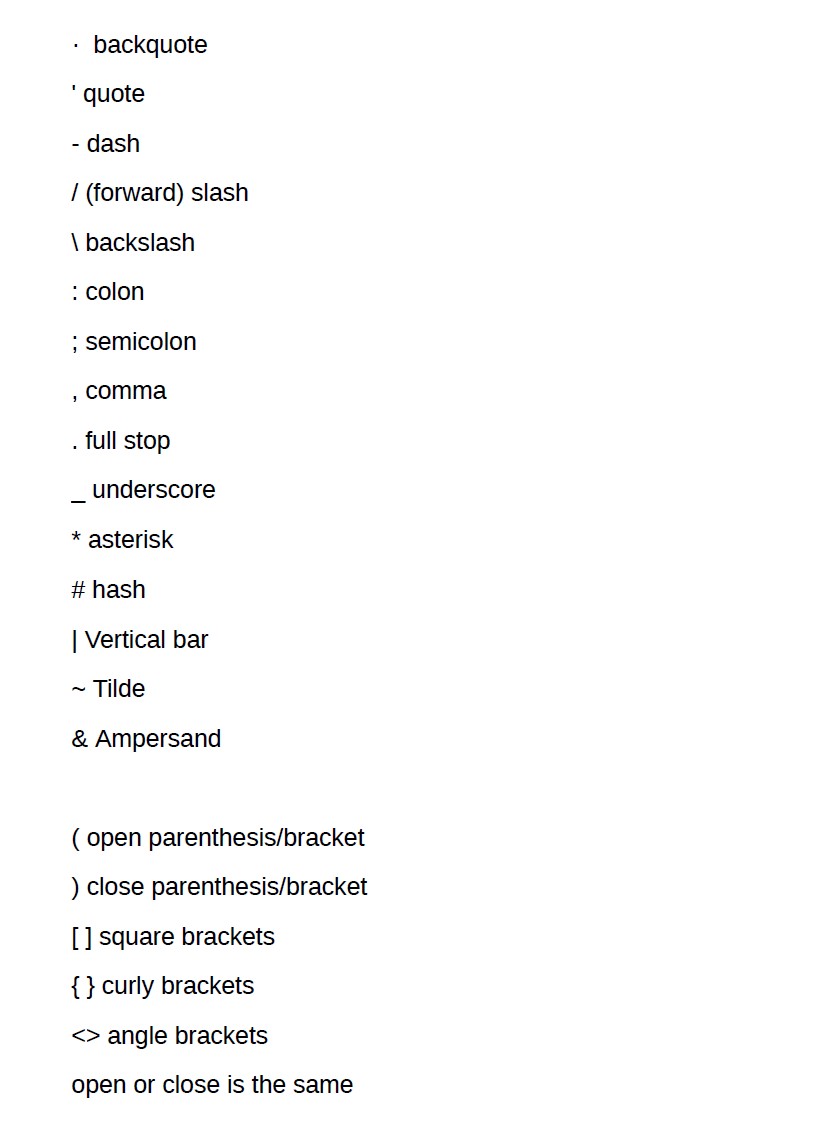 ·  backquote
' quote
- dash
/ (forward) slash
\ backslash
: colon
; semicolon
, comma
. full stop
_ underscore
* asterisk
# hash
| Vertical bar
~ Tilde
& Ampersand
( open parenthesis/bracket
) close parenthesis/bracket
[ ] square brackets
{ } curly brackets
<> angle brackets
open or close is the same